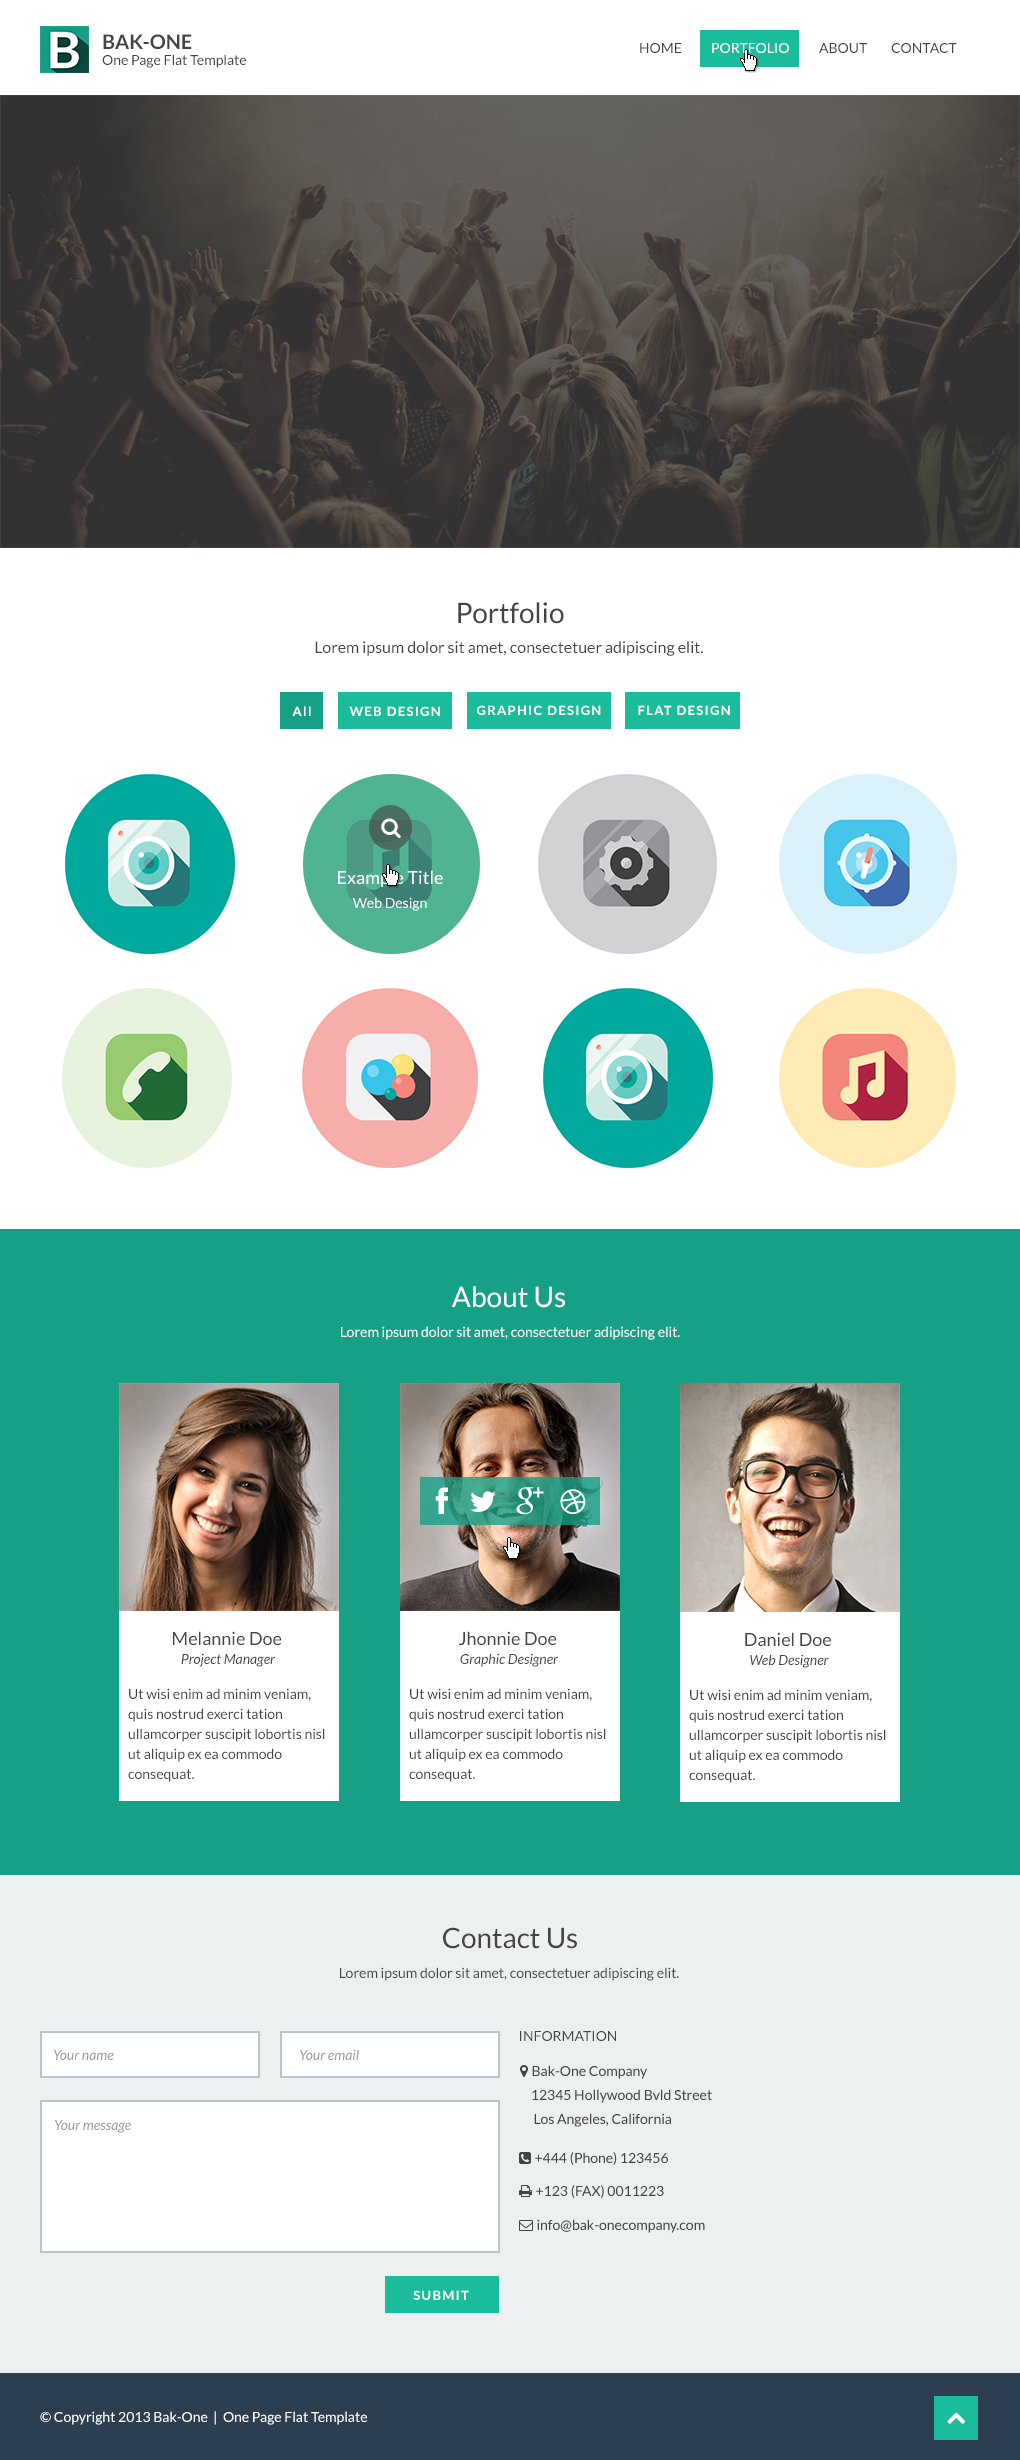 B
BAK-ONE
One Page Flat Template
HOME
PORTFOLIO
ABOUT
CONTACT
Portfolio
Lorem ipsum dolor sit amet, consectetuer adipiscing elit.
All
WEB DESIGN
GRAPHIC DESIGN
FLAT DESIGN
Example Title
Web Design
About Us
Lorem ipsum dolor sit amet, consectetuer adipiscing elit.
Melannie Doe
Project Manager
Ut wisi enim ad minim veniam,
quis nostrud exerci tation
ullamcorper suscipit lobortis nisl
ut aliquip ex ea commodo
consequat.
Jhonnie Doe
Graphic Designer
Ut wisi enim ad minim veniam,
quis nostrud exerci tation
ullamcorper suscipit lobortis nisl
ut aliquip ex ea commodo
consequat.
Daniel Doe
Web Designer
Ut wisi enim ad minim veniam,
quis nostrud exerci tation
ullamcorper suscipit lobortis nisl
ut aliquip ex ea commodo
consequat.
Contact Us
Lorem ipsum dolor sit amet, consectetuer adipiscing elit.
Your name
Your email
Your message
SUBMIT
INFORMATION
Bak-One Company
12345 Hollywood Bvld Street
Los Angeles, California
+444 (Phone) 123456
+123 (FAX) 0011223
info@bak-onecompany.com
© Copyright 2013 Bak-One | One Page Flat Template